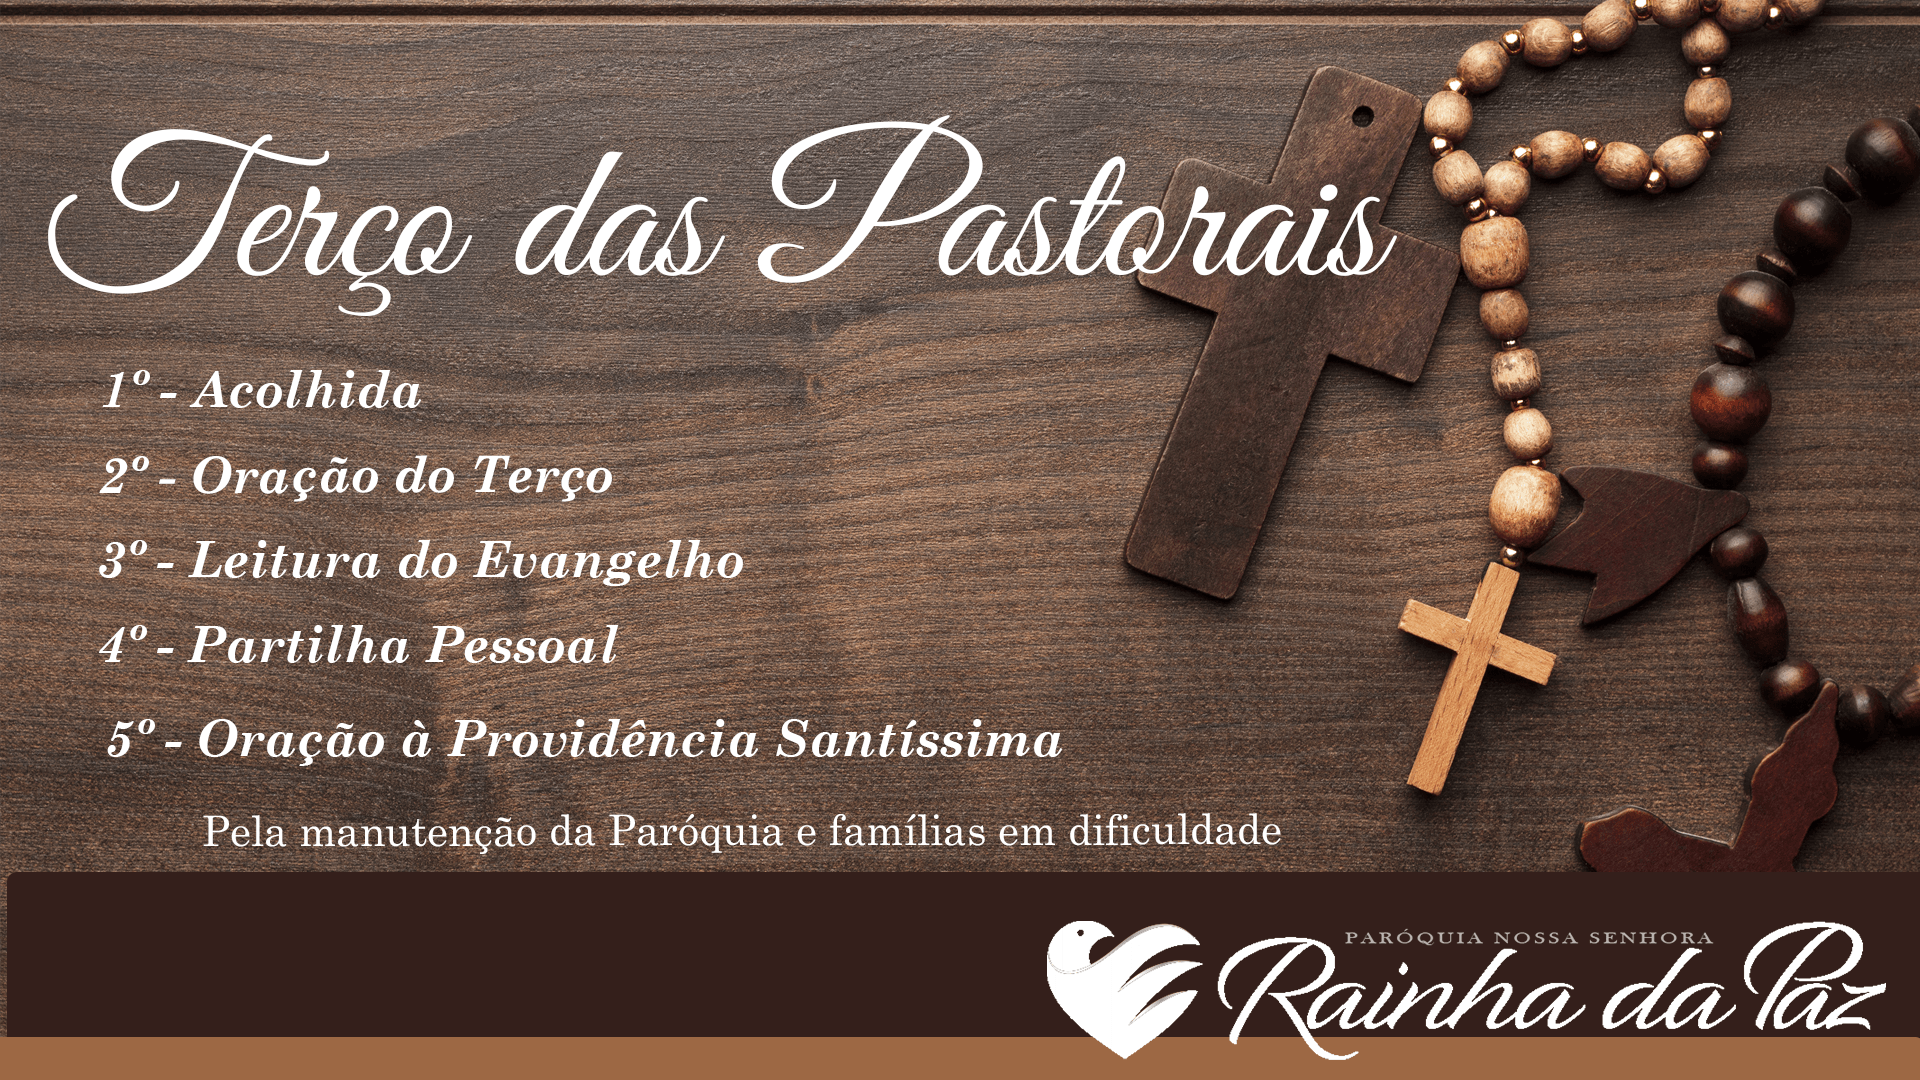 Terço das Pastorais
1º - Acolhida
2º - Oração do Terço
3º - Leitura do Evangelho
4º - Partilha Pessoal
5º - Oração à Providência Santíssima
Pela manutenção da Paróquia e famílias em dificuldade
PARÓQUIA NOSSA SENHORA
Rainha da Paz